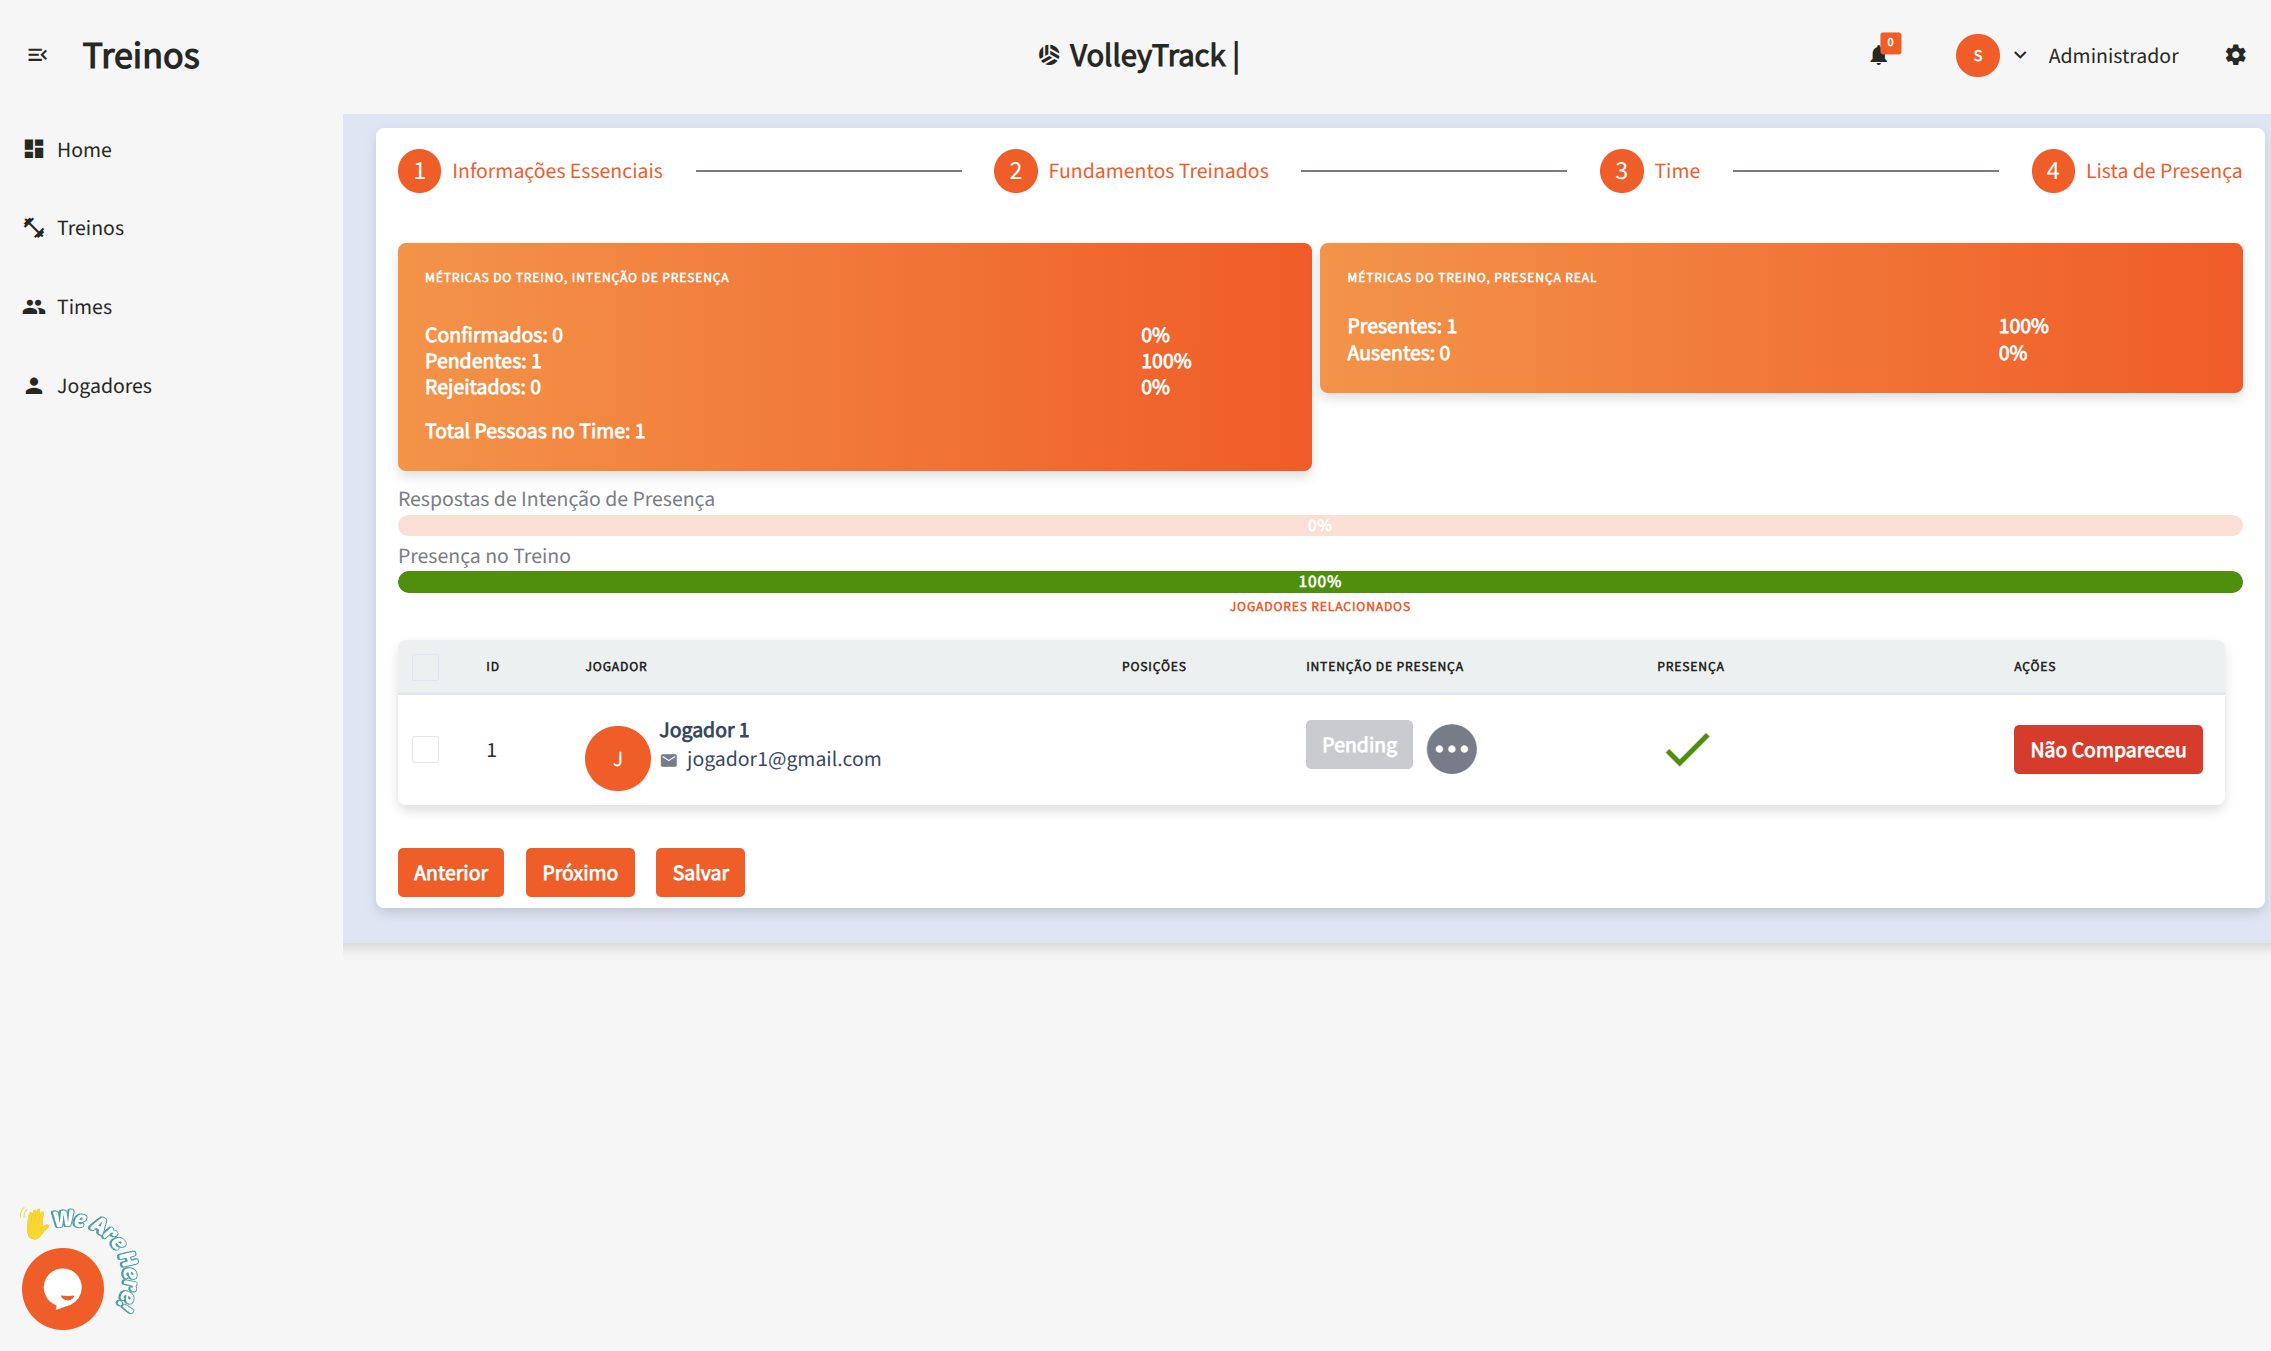 Treinos
VolleyTrack |
0
S
Administrador
Home
Treinos
Times
Jogadores
1 Informações Essenciais
2 Fundamentos Treinados
3 Time
4 Lista de Presença
MÉTRICAS DO TREINO, INTENÇÃO DE PRESENÇA
Confirmados: 0 0%
Pendentes: 1 100%
Rejeitados: 0 0%
Total Pessoas no Time: 1
MÉTRICAS DO TREINO, PRESENÇA REAL
Presentes: 1 100%
Ausentes: 0 0%
Respostas de Intenção de Presença
0%
Presença no Treino
100%
JOGADORES RELACIONADOS
ID JOGADOR POSIÇÕES INTENÇÃO DE PRESENÇA PRESENÇA AÇÕES
1
J
Jogador 1
jogador1@gmail.com
Pending
Não Compareceu
Anterior Próximo Salvar
We Are Here!